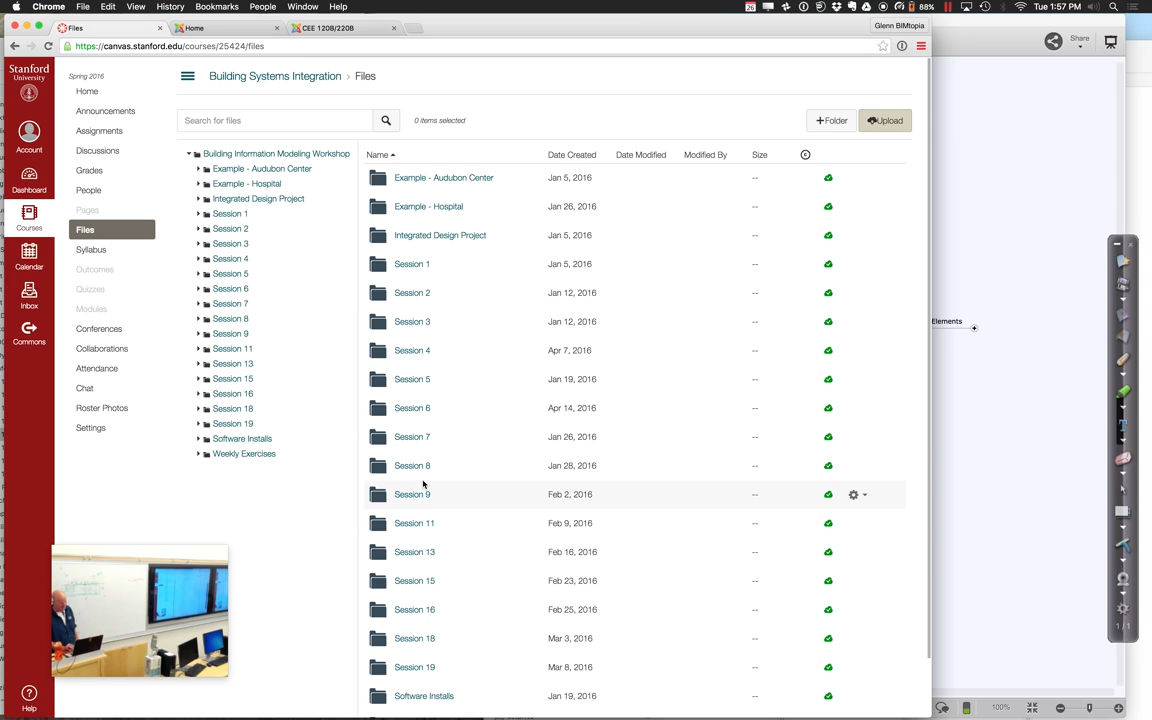 Chrome File Edit View History Bookmarks People Window Help
26 88% Tue 1:57 PM
Files Home CEE 120B/220B Glenn BIMtopia
https://canvas.stanford.edu/courses/25424/files
Share
Stanford
University
Account
Dashboard
Courses
Calendar
Inbox
Commons
Help
Spring 2016
Home
Announcements
Assignments
Discussions
Grades
People
Pages
Files
Syllabus
Outcomes
Quizzes
Modules
Conferences
Collaborations
Attendance
Chat
Roster Photos
Settings
Building Systems Integration › Files
Search for files
0 items selected
+Folder
Upload
Building Information Modeling Workshop
Example - Audubon Center
Example - Hospital
Integrated Design Project
Session 1
Session 2
Session 3
Session 4
Session 5
Session 6
Session 7
Session 8
Session 9
Session 11
Session 13
Session 15
Session 16
Session 18
Session 19
Software Installs
Weekly Exercises
Name Date Created Date Modified Modified By Size
Example - Audubon Center Jan 5, 2016 --
Example - Hospital Jan 26, 2016 --
Integrated Design Project Jan 5, 2016 --
Session 1 Jan 5, 2016 --
Session 2 Jan 12, 2016 --
Session 3 Jan 12, 2016 --
Session 4 Apr 7, 2016 --
Session 5 Jan 19, 2016 --
Session 6 Apr 14, 2016 --
Session 7 Jan 26, 2016 --
Session 8 Jan 28, 2016 --
Session 9 Feb 2, 2016 --
Session 11 Feb 9, 2016 --
Session 13 Feb 16, 2016 --
Session 15 Feb 23, 2016 --
Session 16 Feb 25, 2016 --
Session 18 Mar 3, 2016 --
Session 19 Mar 8, 2016 --
Software Installs Jan 19, 2016 --
Elements
1 / 1
100%